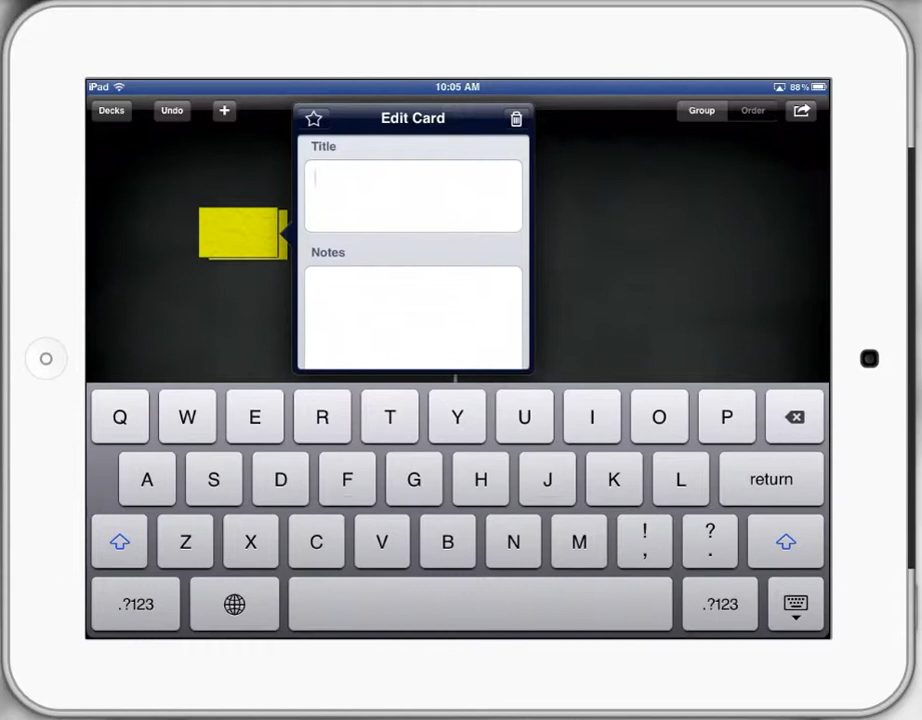 iPad 10:05 AM 88%
Decks Undo + Edit Card Group Order
Title
Notes
Q W E R T Y U I O P
A S D F G H J K L return
Z X C V B N M ! , ? .
.?123 .?123